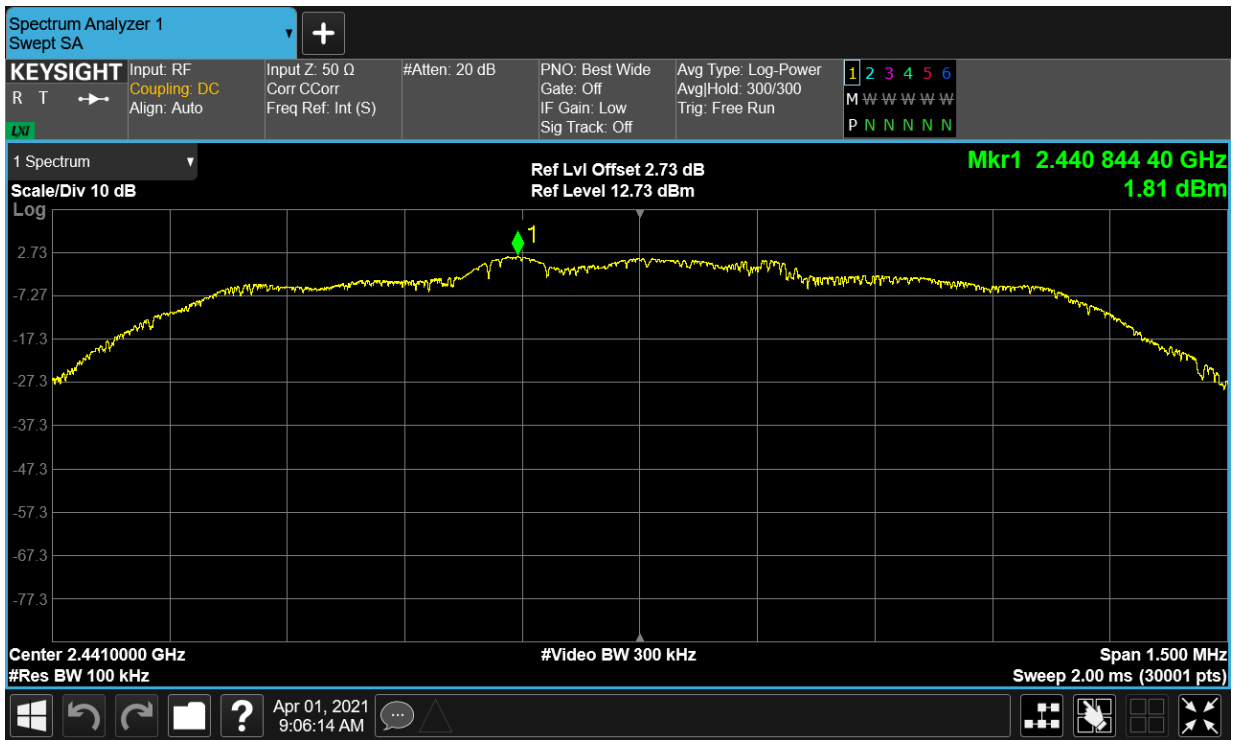 Spectrum Analyzer 1
Swept SA
KEYSIGHT
R T
LXI
Input: RF
Coupling: DC
Align: Auto
Input Z: 50 Ω
Corr CCorr
Freq Ref: Int (S)
#Atten: 20 dB
PNO: Best Wide
Gate: Off
IF Gain: Low
Sig Track: Off
Avg Type: Log-Power
Avg|Hold: 300/300
Trig: Free Run
1 2 3 4 5 6
M W W W W W
P N N N N N
1 Spectrum
Scale/Div 10 dB
Log
Ref Lvl Offset 2.73 dB
Ref Level 12.73 dBm
Mkr1 2.440 844 40 GHz
1.81 dBm
1
2.73
-7.27
-17.3
-27.3
-37.3
-47.3
-57.3
-67.3
-77.3
Center 2.4410000 GHz
#Res BW 100 kHz
#Video BW 300 kHz
Span 1.500 MHz
Sweep 2.00 ms (30001 pts)
?
Apr 01, 2021
9:06:14 AM